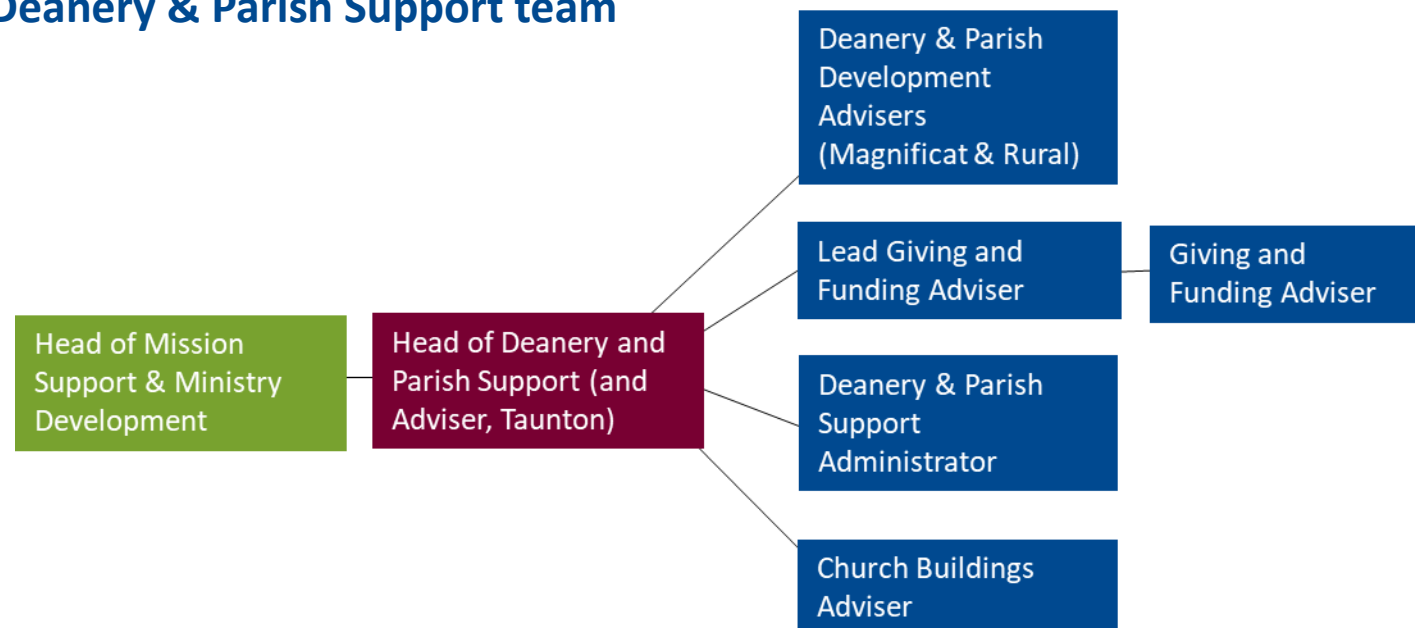 Deanery & Parish Support team
Deanery & Parish
Development
Advisers
(Magnificat & Rural)
Lead Giving and
Funding Adviser
Giving and
Funding Adviser
Head of Mission
Support & Ministry
Development
Head of Deanery and
Parish Support (and
Adviser, Taunton)
Deanery & Parish
Support
Administrator
Church Buildings
Adviser